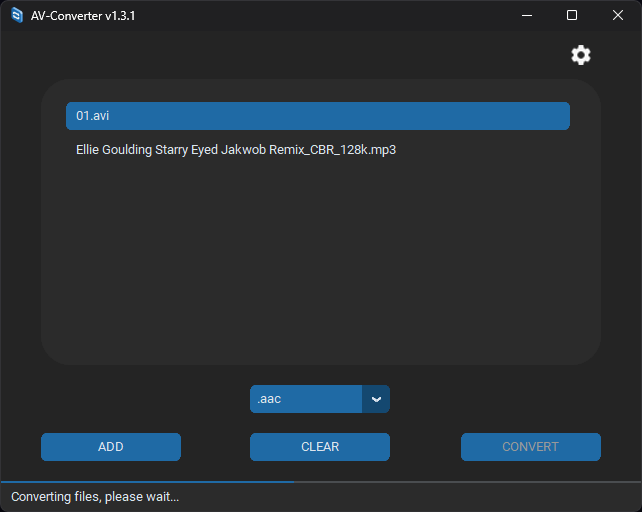 AV-Converter v1.3.1
01.avi
Ellie Goulding Starry Eyed Jakwob Remix_CBR_128k.mp3
.aac
ADD CLEAR CONVERT
Converting files, please wait...